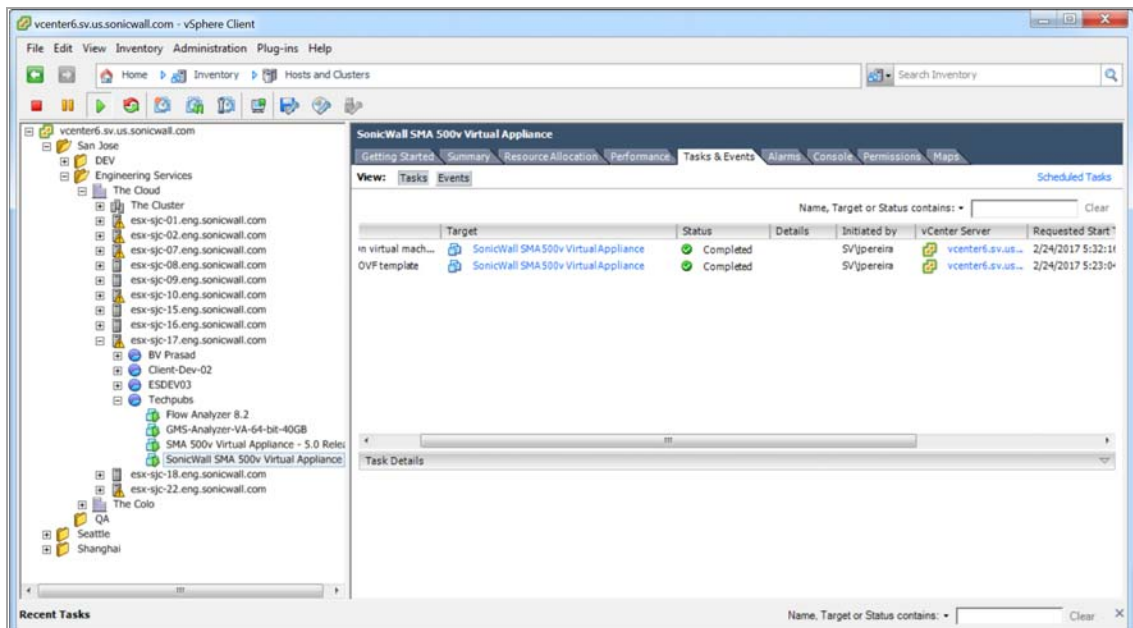 vcenter6.sv.us.sonicwall.com - vSphere Client
File Edit View Inventory Administration Plug-ins Help
Home Inventory Hosts and Clusters Search Inventory
vcenter6.sv.us.sonicwall.com
San Jose
DEV
Engineering Services
The Cloud
The Cluster
esx-sjc-01.eng.sonicwall.com
esx-sjc-02.eng.sonicwall.com
esx-sjc-07.eng.sonicwall.com
esx-sjc-08.eng.sonicwall.com
esx-sjc-09.eng.sonicwall.com
esx-sjc-10.eng.sonicwall.com
esx-sjc-15.eng.sonicwall.com
esx-sjc-16.eng.sonicwall.com
esx-sjc-17.eng.sonicwall.com
BV Prasad
Client-Dev-02
ESDEV03
Techpubs
Flow Analyzer 8.2
GMS-Analyzer-VA-64-bit-40GB
SMA 500v Virtual Appliance - 5.0 Relea
SonicWall SMA 500v Virtual Appliance
esx-sjc-18.eng.sonicwall.com
esx-sjc-22.eng.sonicwall.com
The Colo
QA
Seattle
Shanghai
SonicWall SMA 500v Virtual Appliance
Getting Started Summary Resource Allocation Performance Tasks & Events Alarms Console Permissions Maps
View: Tasks Events Scheduled Tasks
Name, Target or Status contains: Clear
Target Status Details Initiated by vCenter Server Requested Start
virtual mach... SonicWall SMA 500v Virtual Appliance Completed SV\jpereira vcenter6.sv.us... 2/24/2017 5:32:1
OVF template SonicWall SMA 500v Virtual Appliance Completed SV\jpereira vcenter6.sv.us... 2/24/2017 5:23:0
Task Details
Recent Tasks Name, Target or Status contains: Clear